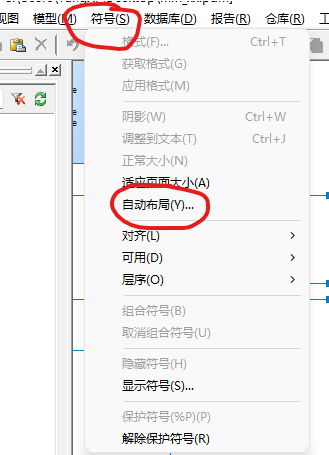 视图 模型(M) 符号(S) 数据库(D) 报告(R) 仓库(R) 工
格式(F)... Ctrl+T
获取格式(G)
应用格式(M)
阴影(W) Ctrl+W
调整到文本(T) Ctrl+J
正常大小(N)
适应页面大小(A)
自动布局(Y)...
对齐(L)
可用(D)
层序(O)
组合符号(B)
取消组合符号(U)
隐藏符号(H)
显示符号(S)...
保护符号(%P)(P)
解除保护符号(R)